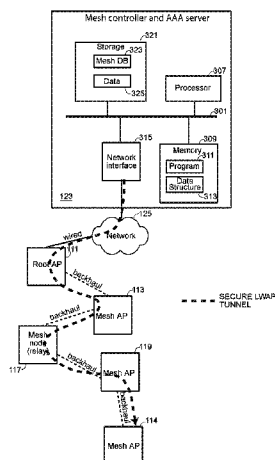 Mesh controller and AAA server
321
Storage
323
Mesh DB
Data
325
307
Processor
301
315
309
Network interface
Memory
311
Program
Data Structure
313
123
125
Network
wired
111
Root AP
backhaul
113
Mesh AP
SECURE LWAP TUNNEL
backhaul
Mesh node (relay)
117
119
backhaul
Mesh AP
backhaul
114
Mesh AP